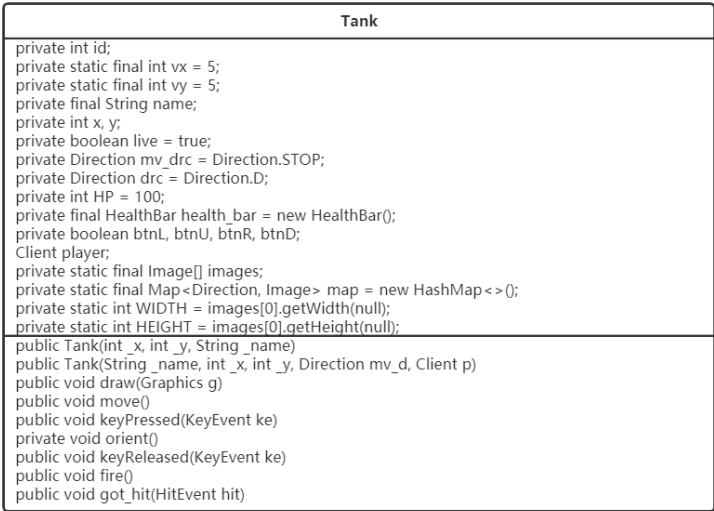 Tank
private int id;
private static final int vx = 5;
private static final int vy = 5;
private final String name;
private int x, y;
private boolean live = true;
private Direction mv_drc = Direction.STOP;
private Direction drc = Direction.D;
private int HP = 100;
private final HealthBar health_bar = new HealthBar();
private boolean btnL, btnU, btnR, btnD;
Client player;
private static final Image[] images;
private static final Map<Direction, Image> map = new HashMap<>();
private static int WIDTH = images[0].getWidth(null);
private static int HEIGHT = images[0].getHeight(null);
public Tank(int _x, int _y, String _name)
public Tank(String _name, int _x, int _y, Direction mv_d, Client p)
public void draw(Graphics g)
public void move()
public void keyPressed(KeyEvent ke)
private void orient()
public void keyReleased(KeyEvent ke)
public void fire()
public void got_hit(HitEvent hit)